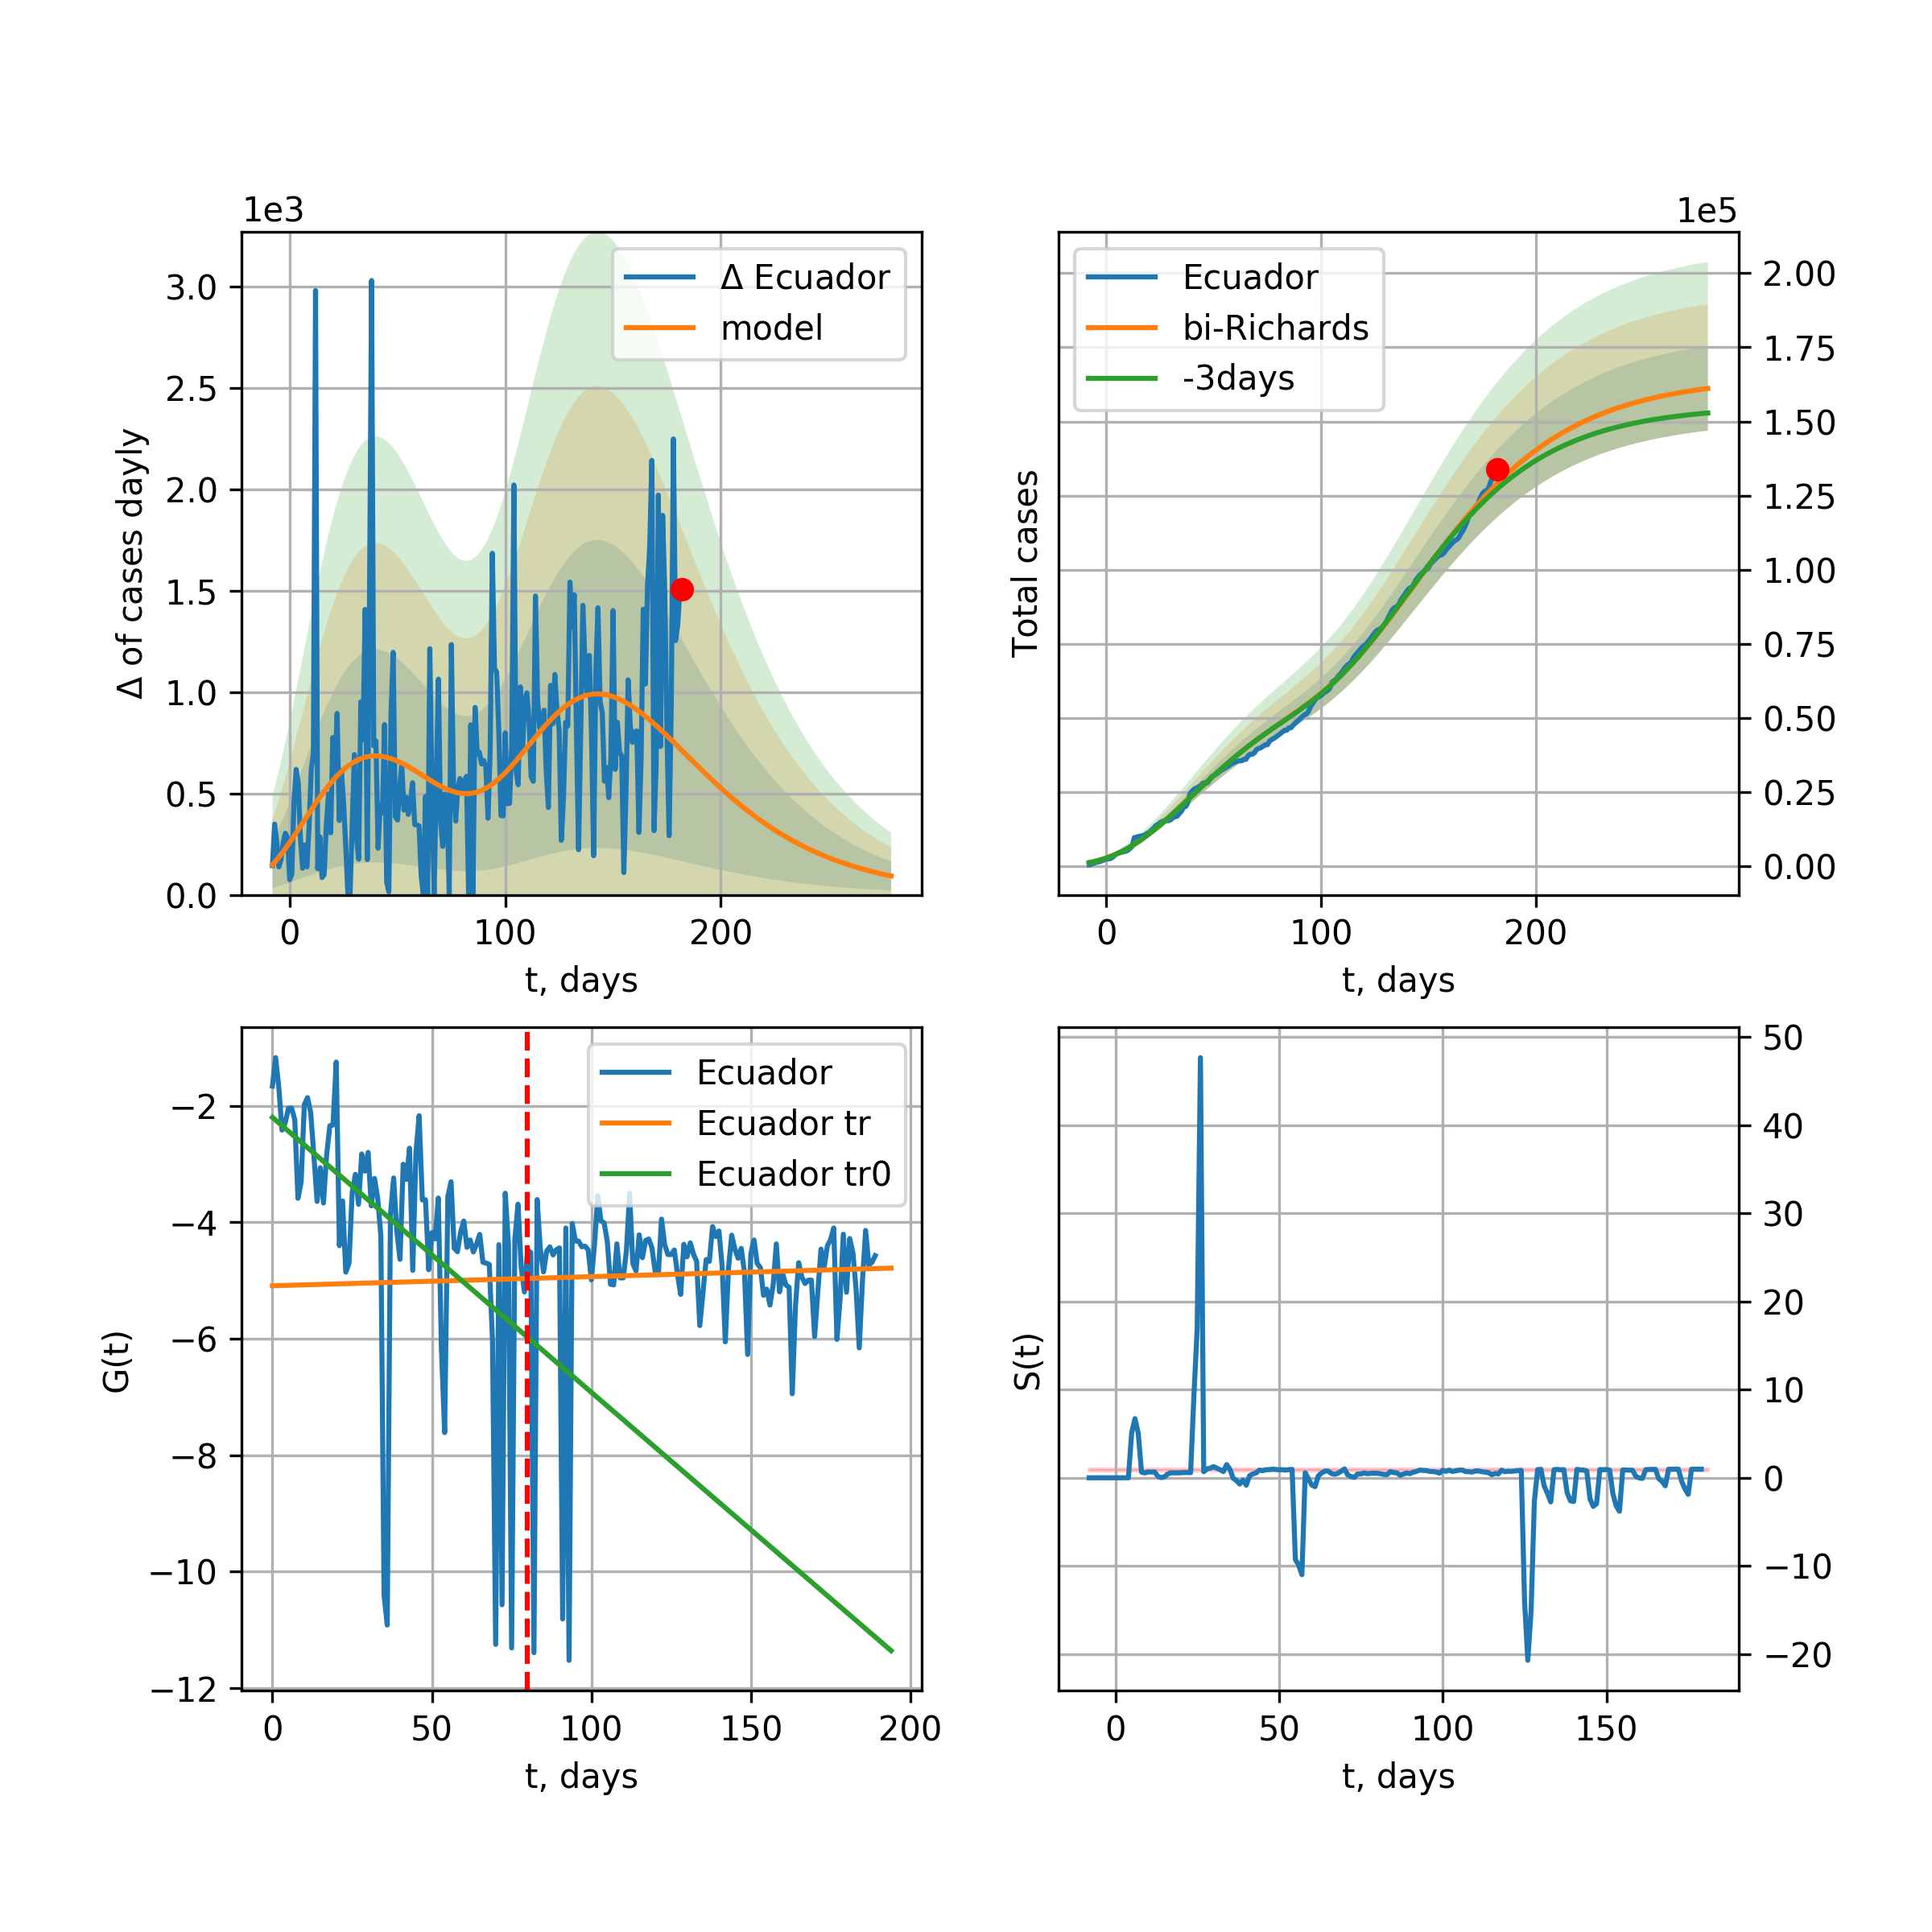 1e3
3.0
2.5
2.0
1.5
1.0
0.5
0.0
Δ of cases dayly
Δ Ecuador
model
0 100 200
t, days
1e5
Total cases
Ecuador
bi-Richards
-3days
2.00
1.75
1.50
1.25
1.00
0.75
0.50
0.25
0.00
0 100 200
t, days
−2
−4
−6
−8
−10
−12
G(t)
Ecuador
Ecuador tr
Ecuador tr0
0 50 100 150 200
t, days
S(t)
50
40
30
20
10
0
−10
−20
0 50 100 150
t, days